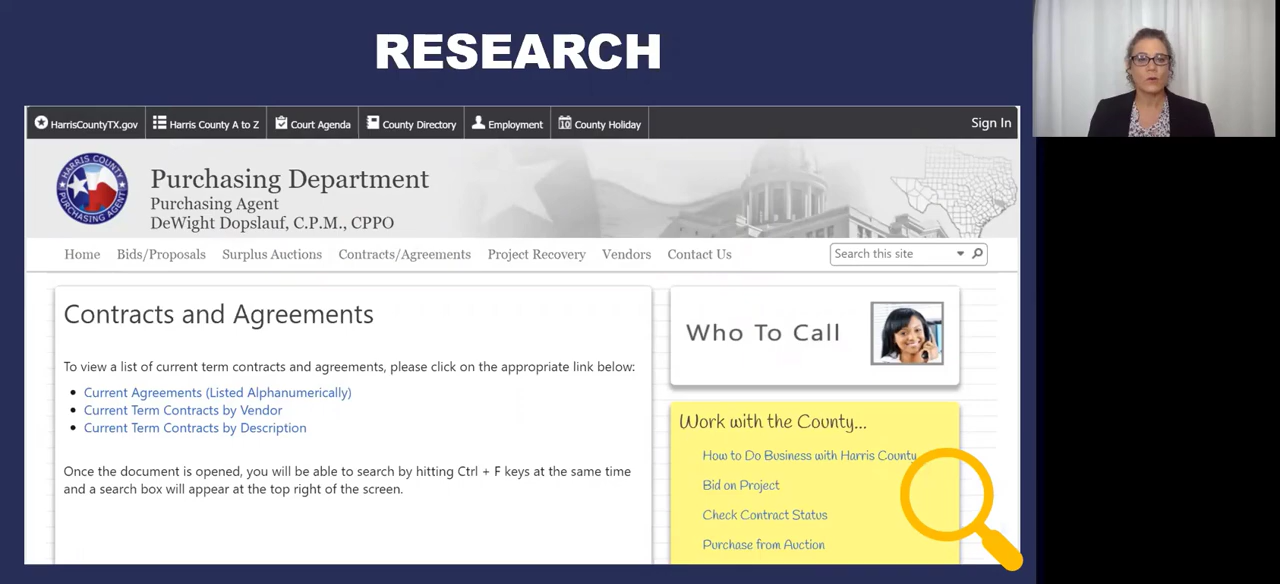 RESEARCH
HarrisCountyTX.gov
Harris County A to Z
Court Agenda
County Directory
Employment
10
County Holiday
Sign In
HARRIS COUNTY
PURCHASING AGENT
Purchasing Department
Purchasing Agent
DeWight Dopslauf, C.P.M., CPPO
Home
Bids/Proposals
Surplus Auctions
Contracts/Agreements
Project Recovery
Vendors
Contact Us
Search this site
Contracts and Agreements
Who To Call
To view a list of current term contracts and agreements, please click on the appropriate link below:
Current Agreements (Listed Alphanumerically)
Current Term Contracts by Vendor
Current Term Contracts by Description
Once the document is opened, you will be able to search by hitting Ctrl + F keys at the same time
and a search box will appear at the top right of the screen.
Work with the County...
How to Do Business with Harris County
Bid on Project
Check Contract Status
Purchase from Auction